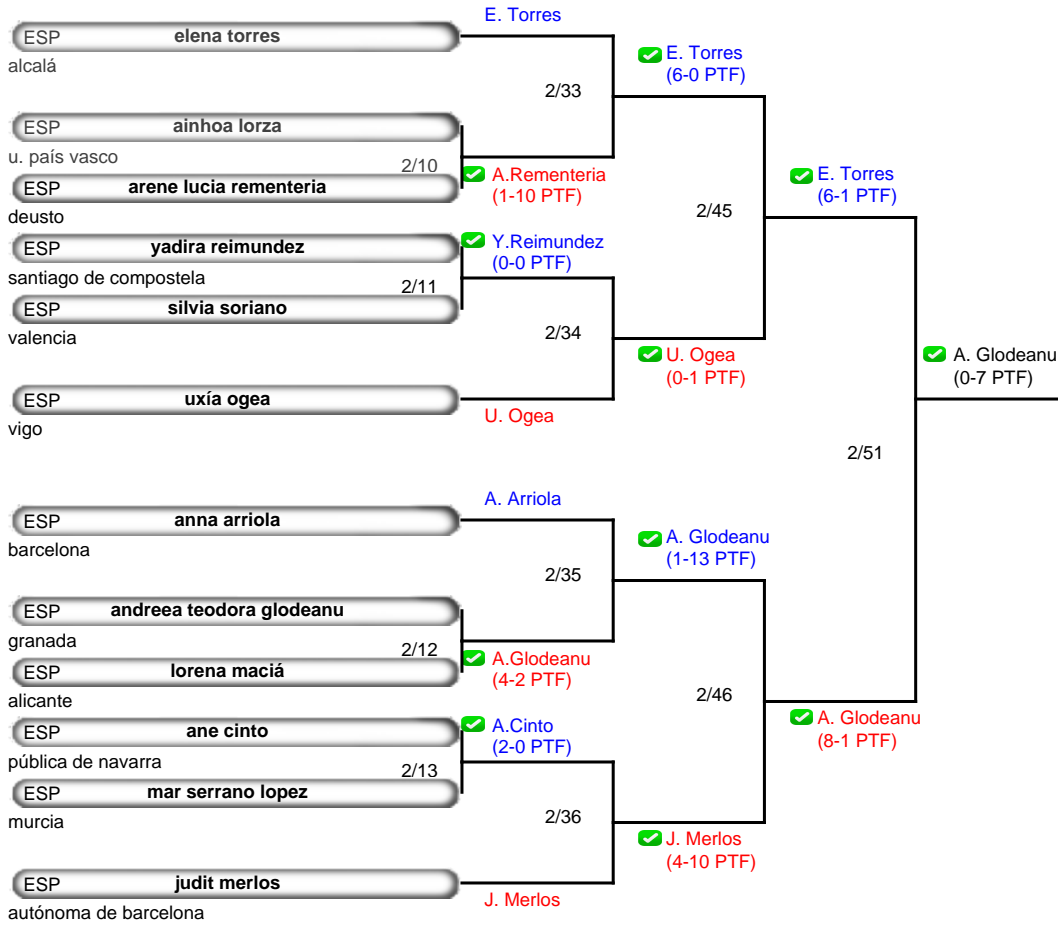 E. Torres
ESP elena torres
alcalá
E. Torres
(6-0 PTF)
2/33
ESP ainhoa lorza
u. país vasco
2/10
A.Rementeria
(1-10 PTF)
ESP arene lucia rementeria
deusto
E. Torres
(6-1 PTF)
2/45
ESP yadira reimundez
Y.Reimundez
(0-0 PTF)
santiago de compostela
2/11
ESP silvia soriano
valencia
2/34
U. Ogea
(0-1 PTF)
A. Glodeanu
(0-7 PTF)
ESP uxía ogea
U. Ogea
vigo
2/51
A. Arriola
ESP anna arriola
barcelona
A. Glodeanu
(1-13 PTF)
2/35
ESP andreea teodora glodeanu
granada
2/12
A.Glodeanu
(4-2 PTF)
ESP lorena maciá
alicante
2/46
A. Glodeanu
(8-1 PTF)
ESP ane cinto
A.Cinto
(2-0 PTF)
pública de navarra
2/13
ESP mar serrano lopez
murcia
2/36
J. Merlos
(4-10 PTF)
ESP judit merlos
J. Merlos
autónoma de barcelona